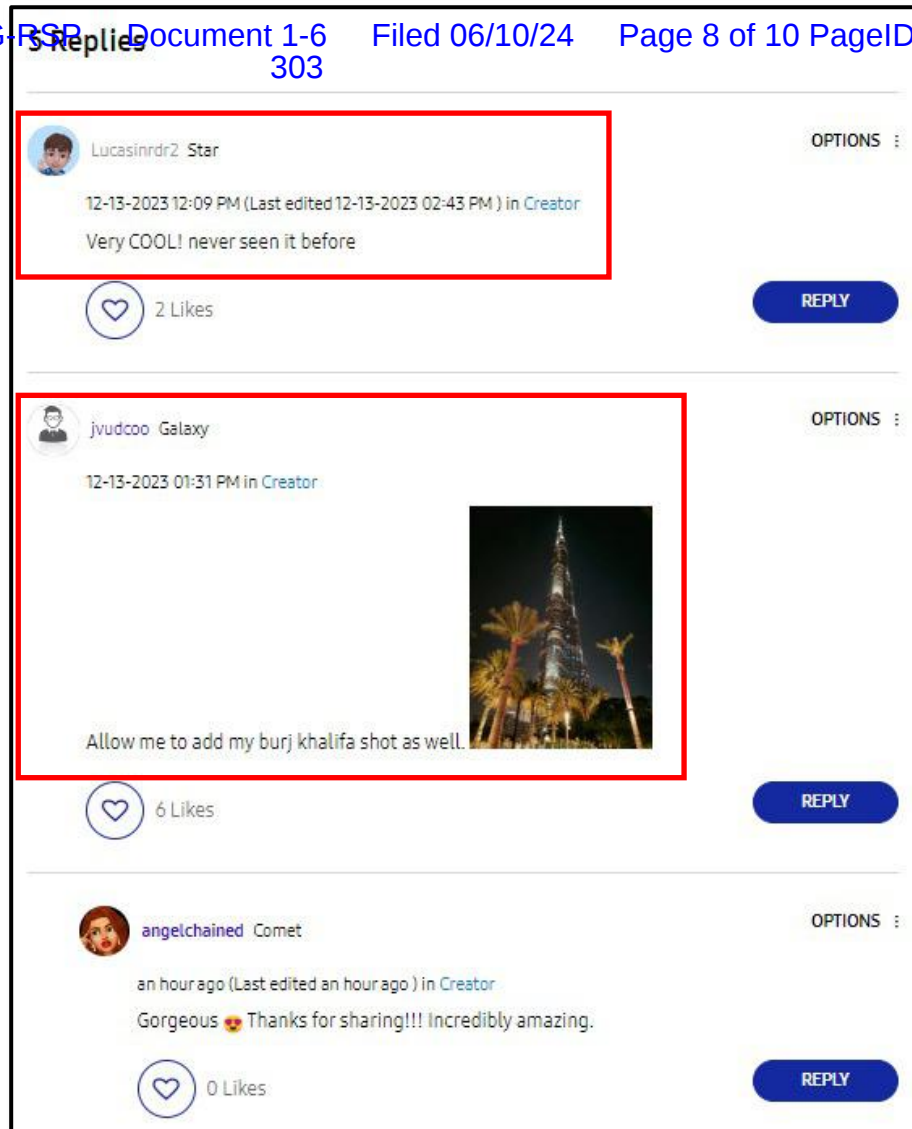 G-RSP Document 1-6 Filed 06/10/24 Page 8 of 10 PageID
303
5 Replies
Lucasinrdr2 Star
OPTIONS
12-13-2023 12:09 PM (Last edited 12-13-2023 02:43 PM ) in Creator
Very COOL! never seen it before
2 Likes
REPLY
jvudcoo Galaxy
OPTIONS
12-13-2023 01:31 PM in Creator
Allow me to add my burj khalifa shot as well.
6 Likes
REPLY
angelchained Comet
OPTIONS
an hour ago (Last edited an hour ago ) in Creator
Gorgeous 😍 Thanks for sharing!!! Incredibly amazing.
0 Likes
REPLY